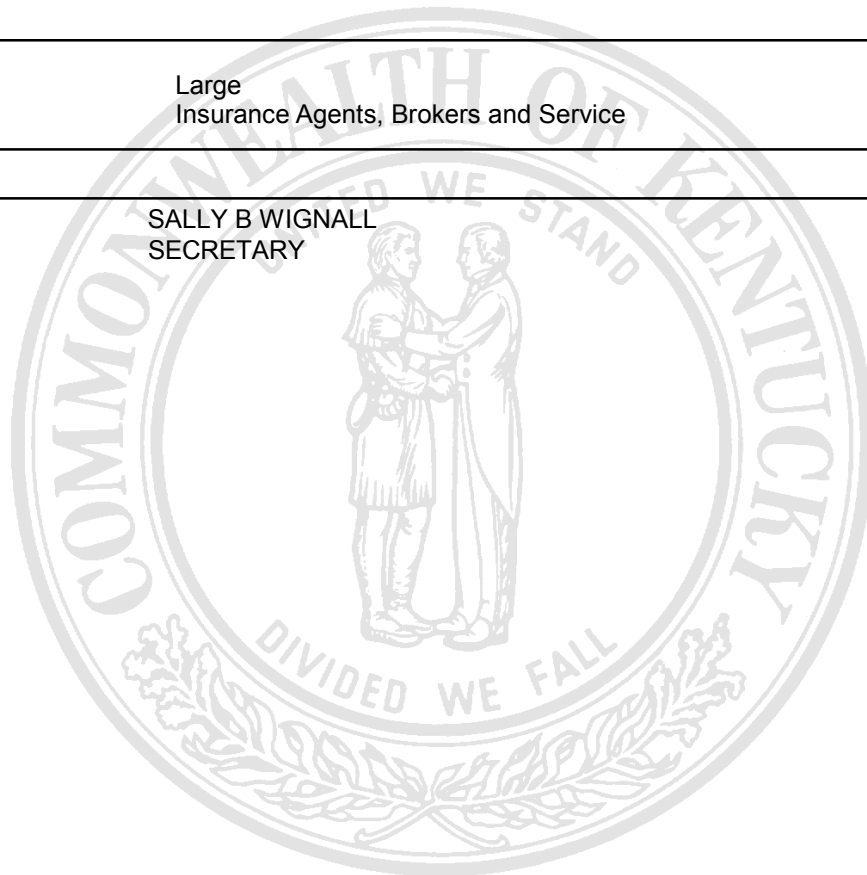 Large
Insurance Agents, Brokers and Service
SALLY B WIGNALL
SECRETARY
COMMONWEALTH OF KENTUCKY
UNITED WE STAND
DIVIDED WE FALL